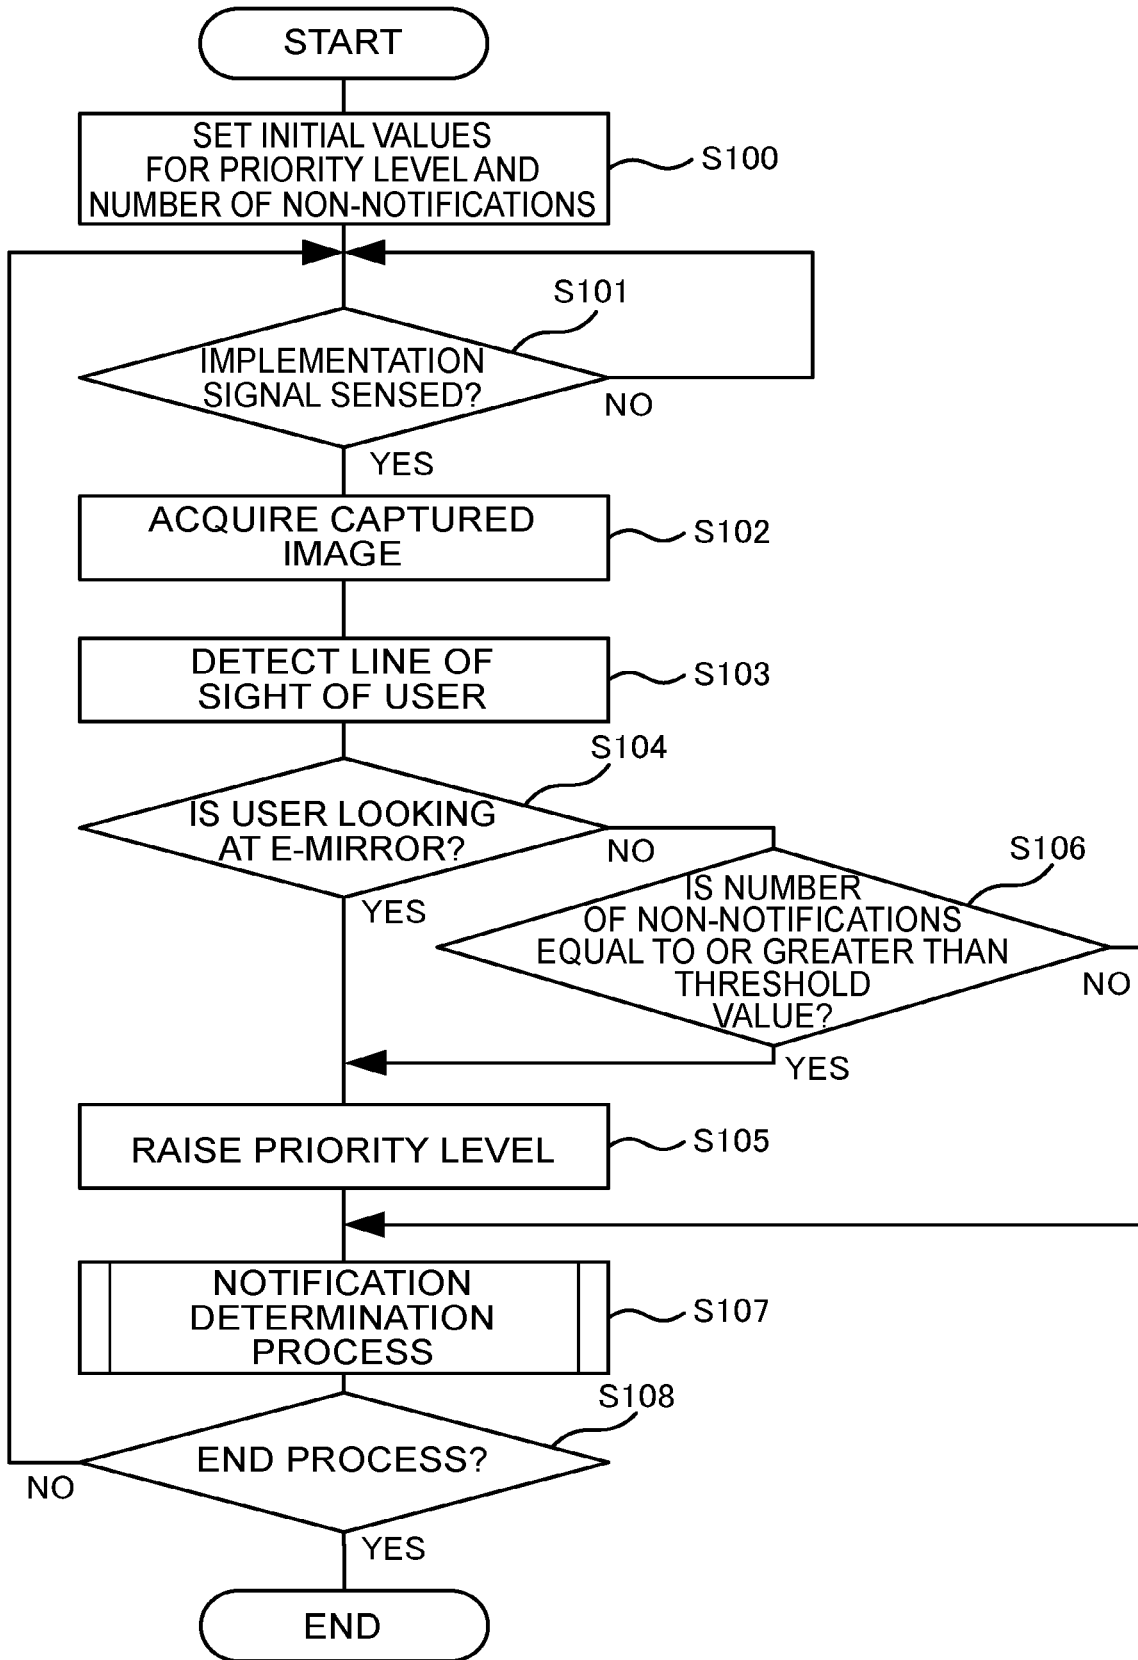 START
SET INITIAL VALUES
FOR PRIORITY LEVEL AND
NUMBER OF NON-NOTIFICATIONS
S100
S101
IMPLEMENTATION
SIGNAL SENSED?
NO
YES
ACQUIRE CAPTURED
IMAGE
S102
DETECT LINE OF
SIGHT OF USER
S103
S104
IS USER LOOKING
AT E-MIRROR?
NO
YES
S106
IS NUMBER
OF NON-NOTIFICATIONS
EQUAL TO OR GREATER THAN
THRESHOLD
VALUE?
NO
YES
RAISE PRIORITY LEVEL
S105
NOTIFICATION
DETERMINATION
PROCESS
S107
S108
END PROCESS?
NO
YES
END